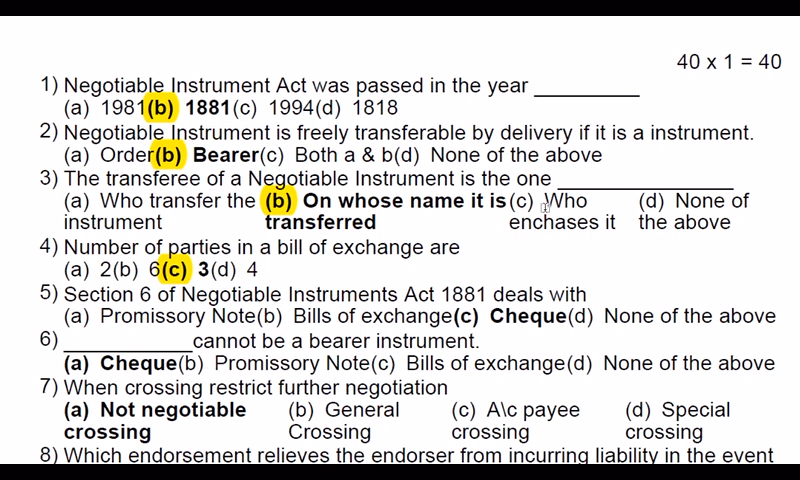 40 x 1 = 40
1) Negotiable Instrument Act was passed in the year __________
(a) 1981(b) 1881(c) 1994(d) 1818
2) Negotiable Instrument is freely transferable by delivery if it is a instrument.
(a) Order(b) Bearer(c) Both a & b(d) None of the above
3) The transferee of a Negotiable Instrument is the one ________________
(a) Who transfer the (b) On whose name it is (c) Who (d) None of
instrument transferred enchases it the above
4) Number of parties in a bill of exchange are
(a) 2(b) 6(c) 3(d) 4
5) Section 6 of Negotiable Instruments Act 1881 deals with
(a) Promissory Note(b) Bills of exchange(c) Cheque(d) None of the above
6) ____________cannot be a bearer instrument.
(a) Cheque(b) Promissory Note(c) Bills of exchange(d) None of the above
7) When crossing restrict further negotiation
(a) Not negotiable (b) General (c) A\c payee (d) Special
crossing Crossing crossing crossing
8) Which endorsement relieves the endorser from incurring liability in the event